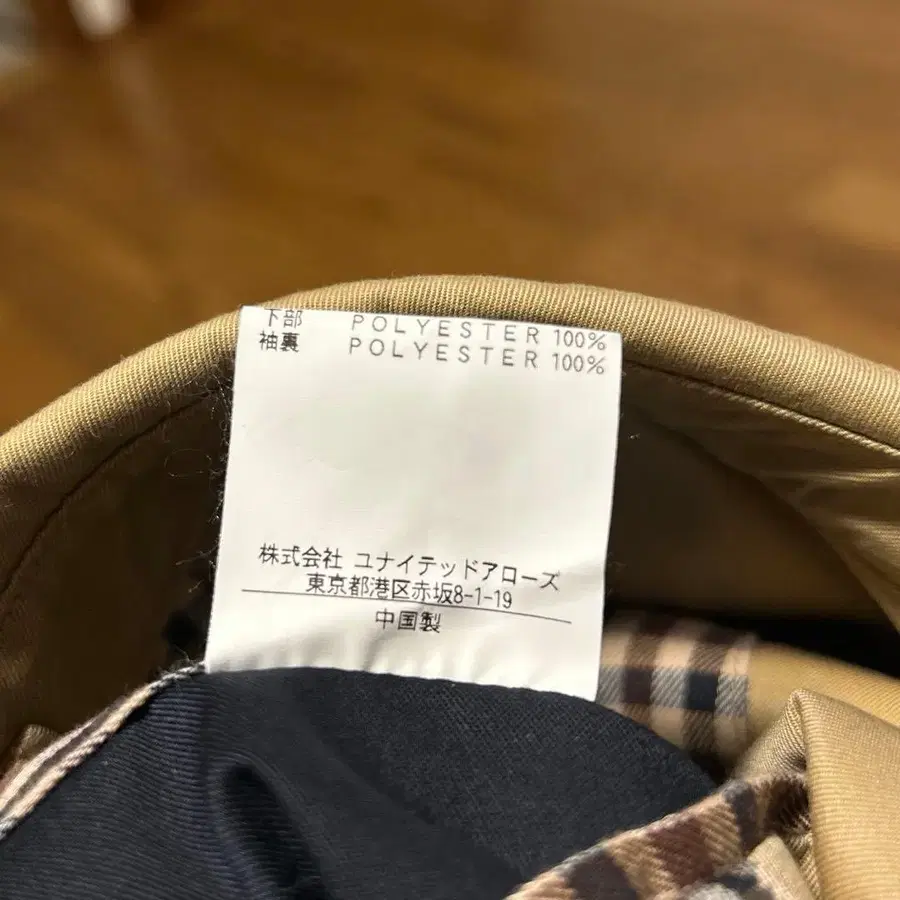 下部 POLYESTER 100%
袖裏 POLYESTER 100%
株式会社 ユナイテッドアローズ
東京都港区赤坂8-1-19
中国製